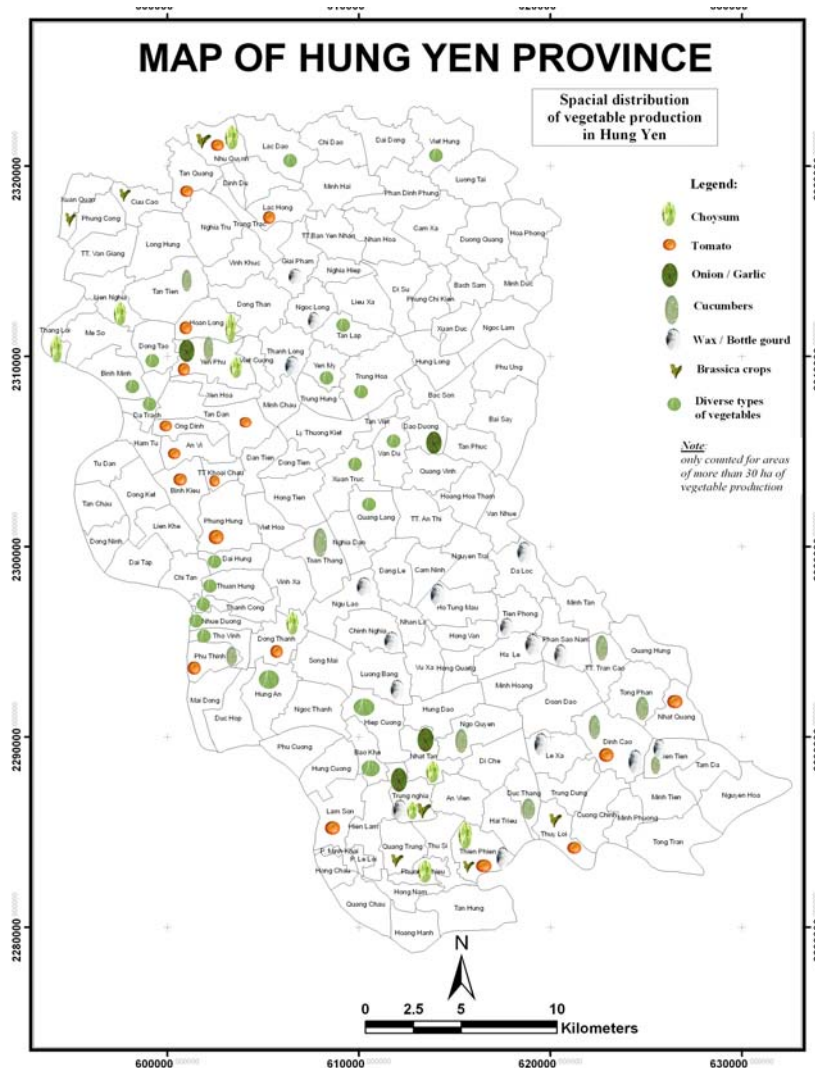 MAP OF HUNG YEN PROVINCE
Spacial distribution
of vegetable production
in Hung Yen
Legend:
Choysum
Tomato
Onion / Garlic
Cucumbers
Wax / Bottle gourd
Brassica crops
Diverse types
of vegetables
Note:
only counted for areas
of more than 30 ha of
vegetable production
Nhu Quynh
Lac Dao
Chi Dao
Dai Dong
Viet Hung
Tan Quang
Dinh Du
Minh Hai
Luong Tai
Phan Dinh Phung
Xuan Quan
Cuu Cao
Phung Cong
Lac Hong
Trung Trac
Nghia Tru
TT.Ban Yen Nhan
Nhan Hoa
Cam Xa
Duong Quang
Hoa Phong
TT. Van Giang
Long Hung
Vinh Khuc
Giai Pham
Nghia Hiep
Di Su
Bach Sam
Minh Duc
Tan Tien
Phung Chi Kien
Dong Than
Ngoc Long
Lieu Xa
Tan Lap
Xuan Duc
Ngoc Lam
Thang Loi
Me So
Hoan Long
Dong Tao
Yen Phu
Viet Cuong
Thanh Long
Hung Long
Binh Minh
Yen My
Trung Hoa
Phu Ung
Yen Hoa
Minh Chau
Trung Hung
Bac Son
Da Trach
Tan Dan
Ong Dinh
Ly Thuong Kiet
Tan Viet
Dao Duong
Bai Say
Ham Tu
An Vi
Dan Tien
Dong Tien
Van Du
Tan Phuc
Tu Dan
TT.Khoai Chau
Binh Kieu
Xuan Truc
Quang Vinh
Dong Ket
Hong Tien
Hoang Hoa Tham
Tan Chau
Quang Lang
TT. An Thi
Van Nhue
Lien Khe
Phung Hung
Viet Hoa
Nghia Dan
Dong Ninh
Toan Thang
Nguyen Trai
Dai Tap
Dai Hung
Dang Le
Cam Ninh
Da Loc
Chi Tan
Thuan Hung
Vinh Xa
Ngu Lao
Ho Tung Mau
Minh Tan
Thanh Cong
Tien Phong
Nhue Duong
Nhan La
Chinh Nghia
Phan Sao Nam
Tho Vinh
Dong Thanh
Hong Van
Quang Hung
Phu Thinh
Song Mai
Vu Xa
Hong Quang
Ha Le
TT. Tran Cao
Luong Bang
Minh Hoang
Hung An
Tong Phan
Mai Dong
Ngoc Thanh
Hung Dao
Doan Dao
Nhat Quang
Duc Hop
Hiep Cuong
Ngo Quyen
Dinh Cao
Phu Cuong
Bao Khe
Nhat Tan
Di Che
Le Xa
Tam Da
Hung Cuong
Trung nghia
An Vien
Duc Thang
Trung Dung
Minh Tien
Nguyen Hoa
Lam Son
Hien Lam
Hai Trieu
Cuong Chinh
Minh Phuong
Thuy Loi
Tong Tran
P. Minh Khai
Quang Trung
Thu Si
P. Le Loi
Thien Phien
Hong Chau
Hong Nam
Quang Chau
Tan Hung
Hoang Hanh
N
0 2.5 5 10
Kilometers
2320000
2310000
2300000
2290000
2280000
600000 610000 620000 630000